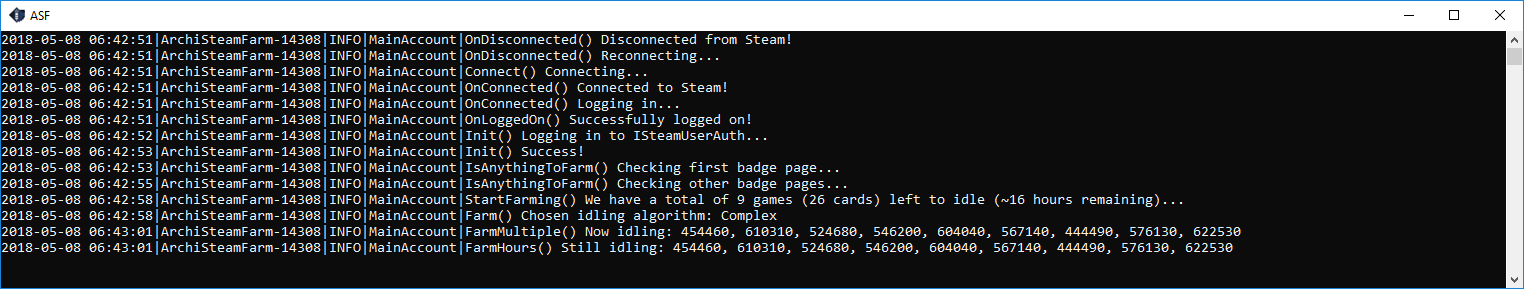 ASF
2018-05-08 06:42:51|ArchiSteamFarm-14308|INFO|MainAccount|OnDisconnected() Disconnected from Steam!
2018-05-08 06:42:51|ArchiSteamFarm-14308|INFO|MainAccount|OnDisconnected() Reconnecting...
2018-05-08 06:42:51|ArchiSteamFarm-14308|INFO|MainAccount|Connect() Connecting...
2018-05-08 06:42:51|ArchiSteamFarm-14308|INFO|MainAccount|OnConnected() Connected to Steam!
2018-05-08 06:42:51|ArchiSteamFarm-14308|INFO|MainAccount|OnConnected() Logging in...
2018-05-08 06:42:51|ArchiSteamFarm-14308|INFO|MainAccount|OnLoggedOn() Successfully logged on!
2018-05-08 06:42:52|ArchiSteamFarm-14308|INFO|MainAccount|Init() Logging in to ISteamUserAuth...
2018-05-08 06:42:53|ArchiSteamFarm-14308|INFO|MainAccount|Init() Success!
2018-05-08 06:42:53|ArchiSteamFarm-14308|INFO|MainAccount|IsAnythingToFarm() Checking first badge page...
2018-05-08 06:42:55|ArchiSteamFarm-14308|INFO|MainAccount|IsAnythingToFarm() Checking other badge pages...
2018-05-08 06:42:58|ArchiSteamFarm-14308|INFO|MainAccount|StartFarming() We have a total of 9 games (26 cards) left to idle (~16 hours remaining)...
2018-05-08 06:42:58|ArchiSteamFarm-14308|INFO|MainAccount|Farm() Chosen idling algorithm: Complex
2018-05-08 06:43:01|ArchiSteamFarm-14308|INFO|MainAccount|FarmMultiple() Now idling: 454460, 610310, 524680, 546200, 604040, 567140, 444490, 576130, 622530
2018-05-08 06:43:01|ArchiSteamFarm-14308|INFO|MainAccount|FarmHours() Still idling: 454460, 610310, 524680, 546200, 604040, 567140, 444490, 576130, 622530